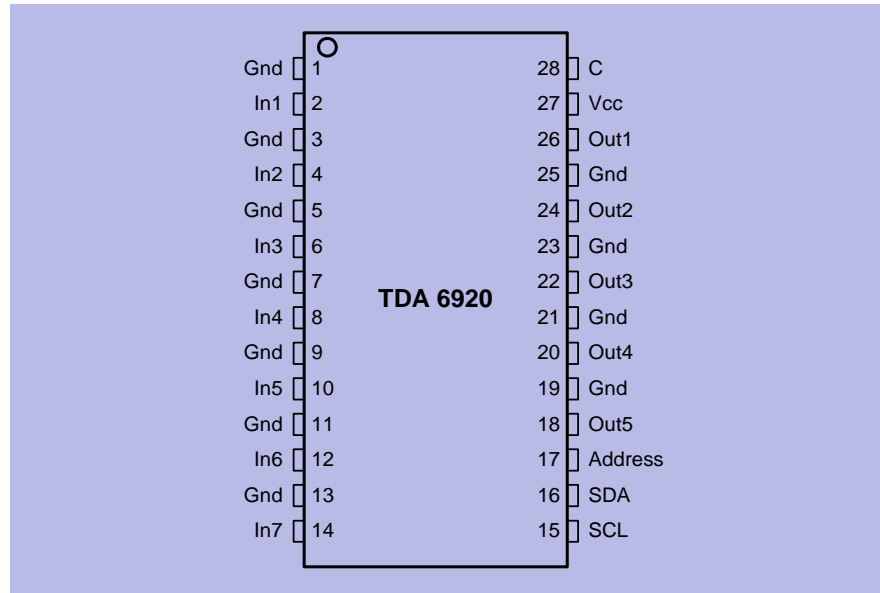 Gnd 1 28 C
In1 2 27 Vcc
Gnd 3 26 Out1
In2 4 25 Gnd
Gnd 5 24 Out2
In3 6 23 Gnd
Gnd 7 22 Out3
TDA 6920
In4 8 21 Gnd
Gnd 9 20 Out4
In5 10 19 Gnd
Gnd 11 18 Out5
In6 12 17 Address
Gnd 13 16 SDA
In7 14 15 SCL